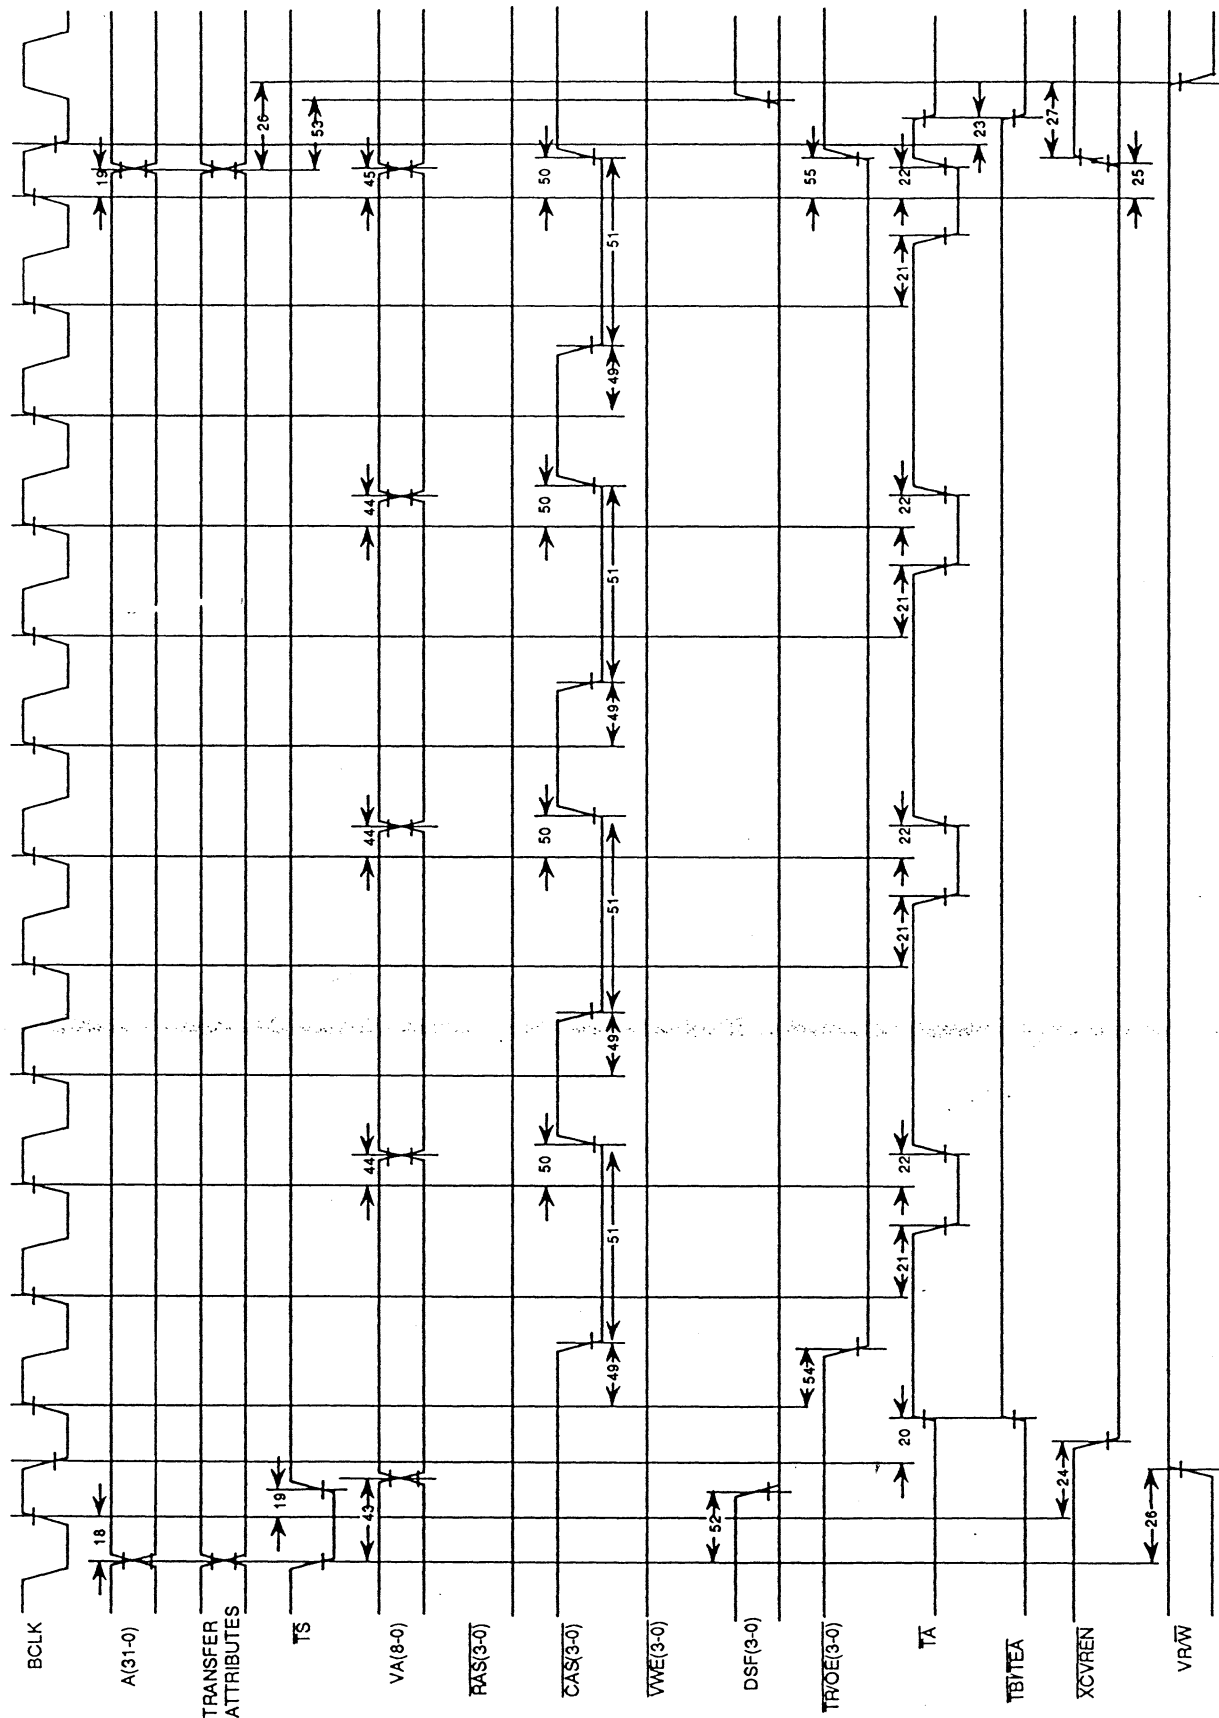 BCLK
A(31-0) 18 19
TRANSFER
ATTRIBUTES
26
TS 19 53
VA(8-0) 43 44 44 44 45
RAS(3-0)
CAS(3-0) 50 50 50 50
49 51 49 51 49 51 49 51
VWE(3-0)
DSF(3-0) 52
TR/OE(3-0) 54 55
TA 20 21 22 21 22 21 22 21 22
TBI/TEA 23
XCVREN 24 27
25
VR/W 26